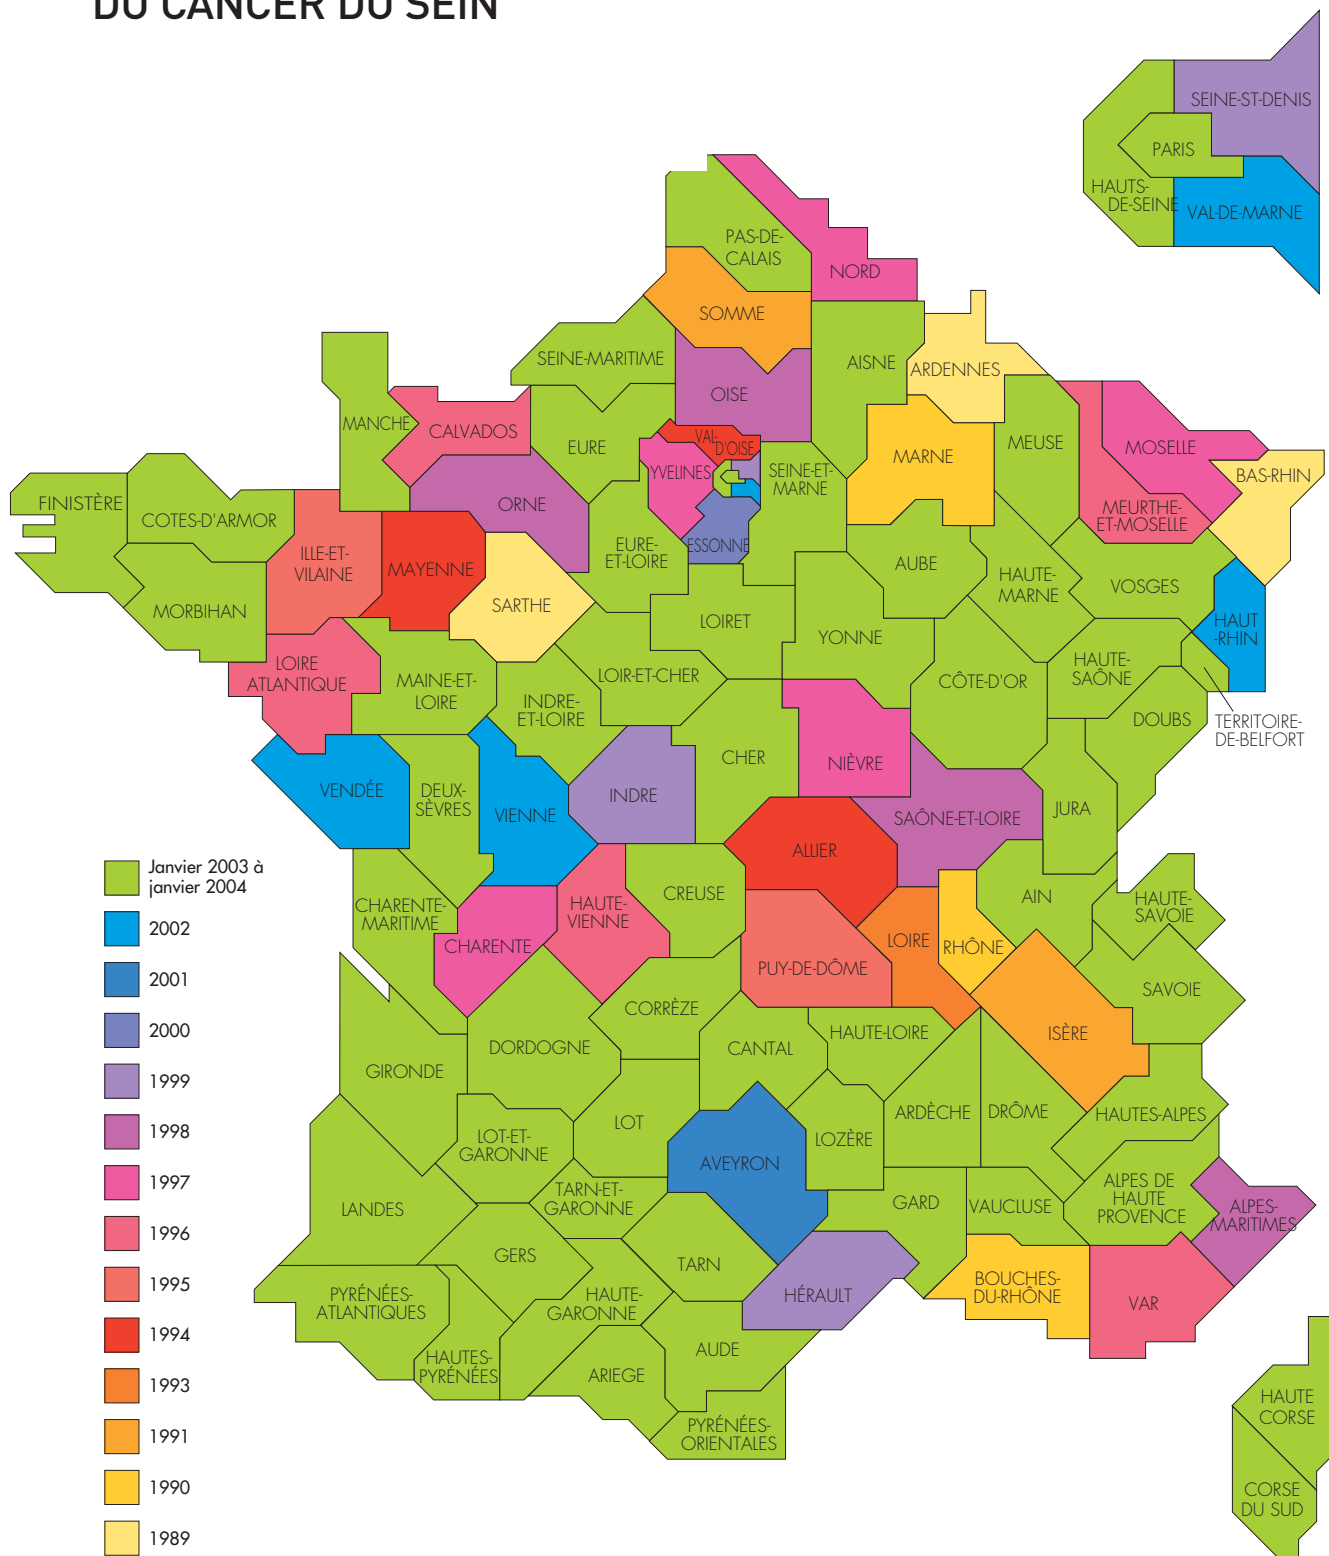 DU CANCER DU SEIN
SEINE-ST-DENIS
PARIS
HAUTS-
DE-SEINE
VAL-DE-MARNE
PAS-DE-
CALAIS
NORD
SOMME
SEINE-MARITIME
AISNE
ARDENNES
OISE
MANCHE
CALVADOS
EURE
VAL-
D'OISE
MARNE
MEUSE
MOSELLE
BAS-RHIN
YVELINES
SEINE-ET-
MARNE
FINISTÈRE
COTES-D'ARMOR
ORNE
MEURTHE-
ET-MOSELLE
ESSONNE
EURE-
ET-LOIRE
ILLE-ET-
VILAINE
MAYENNE
AUBE
HAUTE-
MARNE
VOSGES
MORBIHAN
SARTHE
LOIRET
YONNE
HAUT
-RHIN
LOIRE
ATLANTIQUE
MAINE-ET-
LOIRE
LOIR-ET-CHER
CÔTE-D'OR
HAUTE-
SAÔNE
INDRE-
ET-LOIRE
DOUBS
TERRITOIRE-
DE-BELFORT
CHER
NIÈVRE
VENDÉE
DEUX-
SÈVRES
VIENNE
INDRE
SAÔNE-ET-LOIRE
JURA
ALLIER
Janvier 2003 à
janvier 2004
CHARENTE-
MARITIME
HAUTE-
VIENNE
CREUSE
AIN
HAUTE-
SAVOIE
2002
CHARENTE
LOIRE
RHÔNE
PUY-DE-DÔME
2001
SAVOIE
CORRÈZE
2000
HAUTE-LOIRE
ISÈRE
DORDOGNE
CANTAL
GIRONDE
1999
ARDÈCHE
DRÔME
HAUTES-ALPES
LOT
1998
LOT-ET-
GARONNE
LOZÈRE
AVEYRON
1997
TARN-ET-
GARONNE
LANDES
GARD
VAUCLUSE
ALPES DE
HAUTE
PROVENCE
ALPES-
MARITIMES
1996
GERS
TARN
1995
PYRÉNÉES-
ATLANTIQUES
HAUTE-
GARONNE
HÉRAULT
BOUCHES-
DU-RHÔNE
VAR
1994
AUDE
HAUTES-
PYRÉNÉES
ARIEGE
1993
HAUTE
CORSE
1991
PYRÉNÉES-
ORIENTALES
1990
CORSE
DU SUD
1989